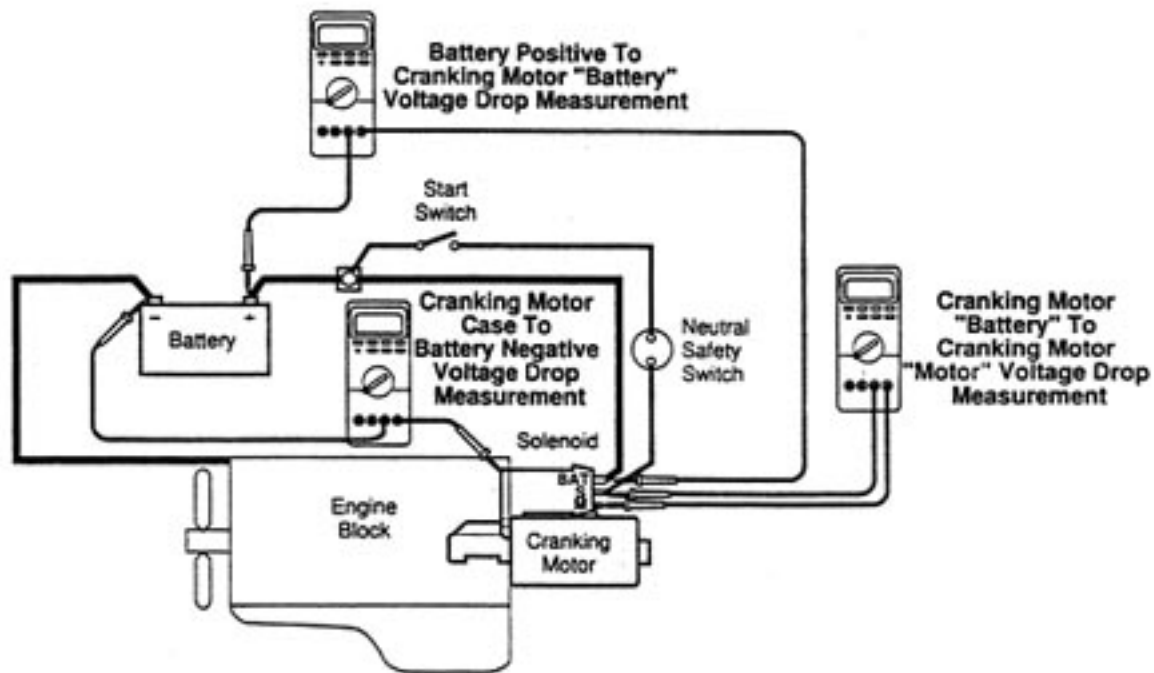 Battery Positive To
Cranking Motor "Battery"
Voltage Drop Measurement
Start
Switch
Battery
- +
Cranking Motor
Case To
Battery Negative
Voltage Drop
Measurement
Neutral
Safety
Switch
Cranking Motor
"Battery" To
Cranking Motor
"Motor" Voltage Drop
Measurement
Solenoid
BAT
Engine
Block
Cranking
Motor